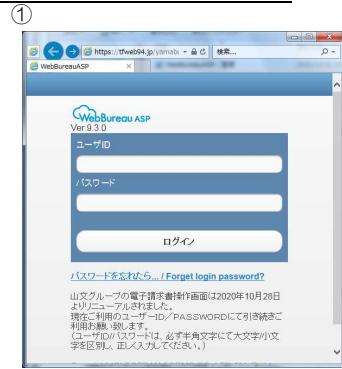 ①
https://tfweb94.jp/yamabu
検索...
WebBureauASP
WebBureau ASP
Ver.9.3.0
ユーザID
パスワード
ログイン
パスワードを忘れたら... / Forget login password?
山文グループの電子請求書操作画面は2020年10月28日
よりリニューアルされました。
現在ご利用のユーザーID/PASSWORDにて引き続きご
利用お願い致します。
(ユーザID/パスワードは、必ず半角文字にて大文字/小文
字を区別し、正しく入力してください。)